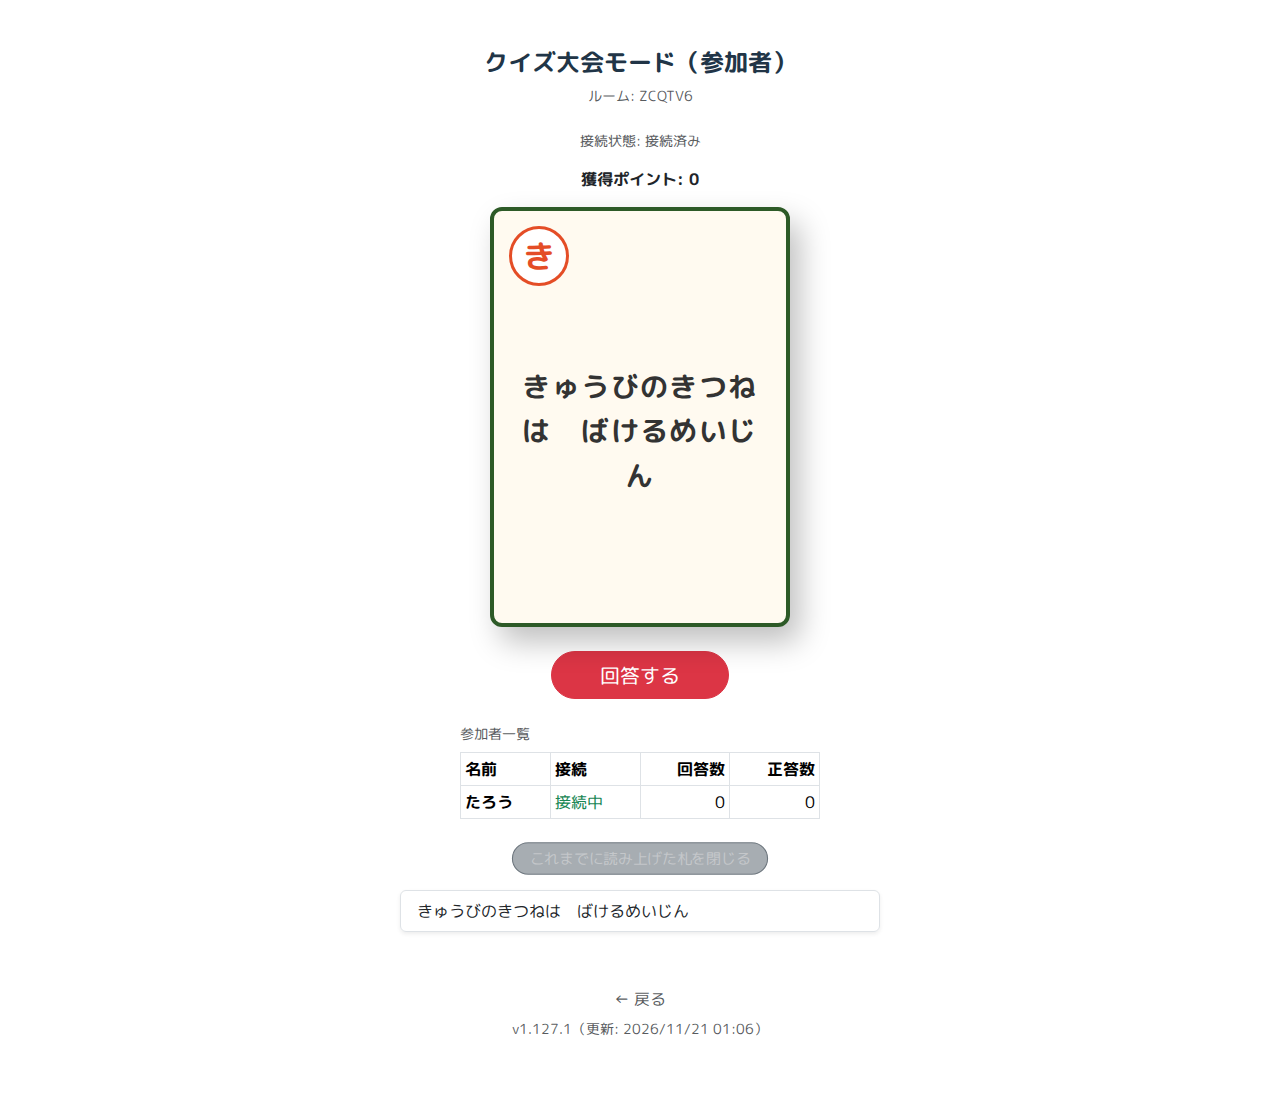 クイズ大会モード（参加者）
ルーム: ZCQTV6
接続状態: 接続済み
獲得ポイント: 0
き
きゅうびのきつね
は　ばけるめいじ
ん
回答する
参加者一覧
名前 接続 回答数 正答数
たろう 接続中 0 0
これまでに読み上げた札を閉じる
きゅうびのきつねは　ばけるめいじん
← 戻る
v1.127.1（更新: 2026/11/21 01:06）